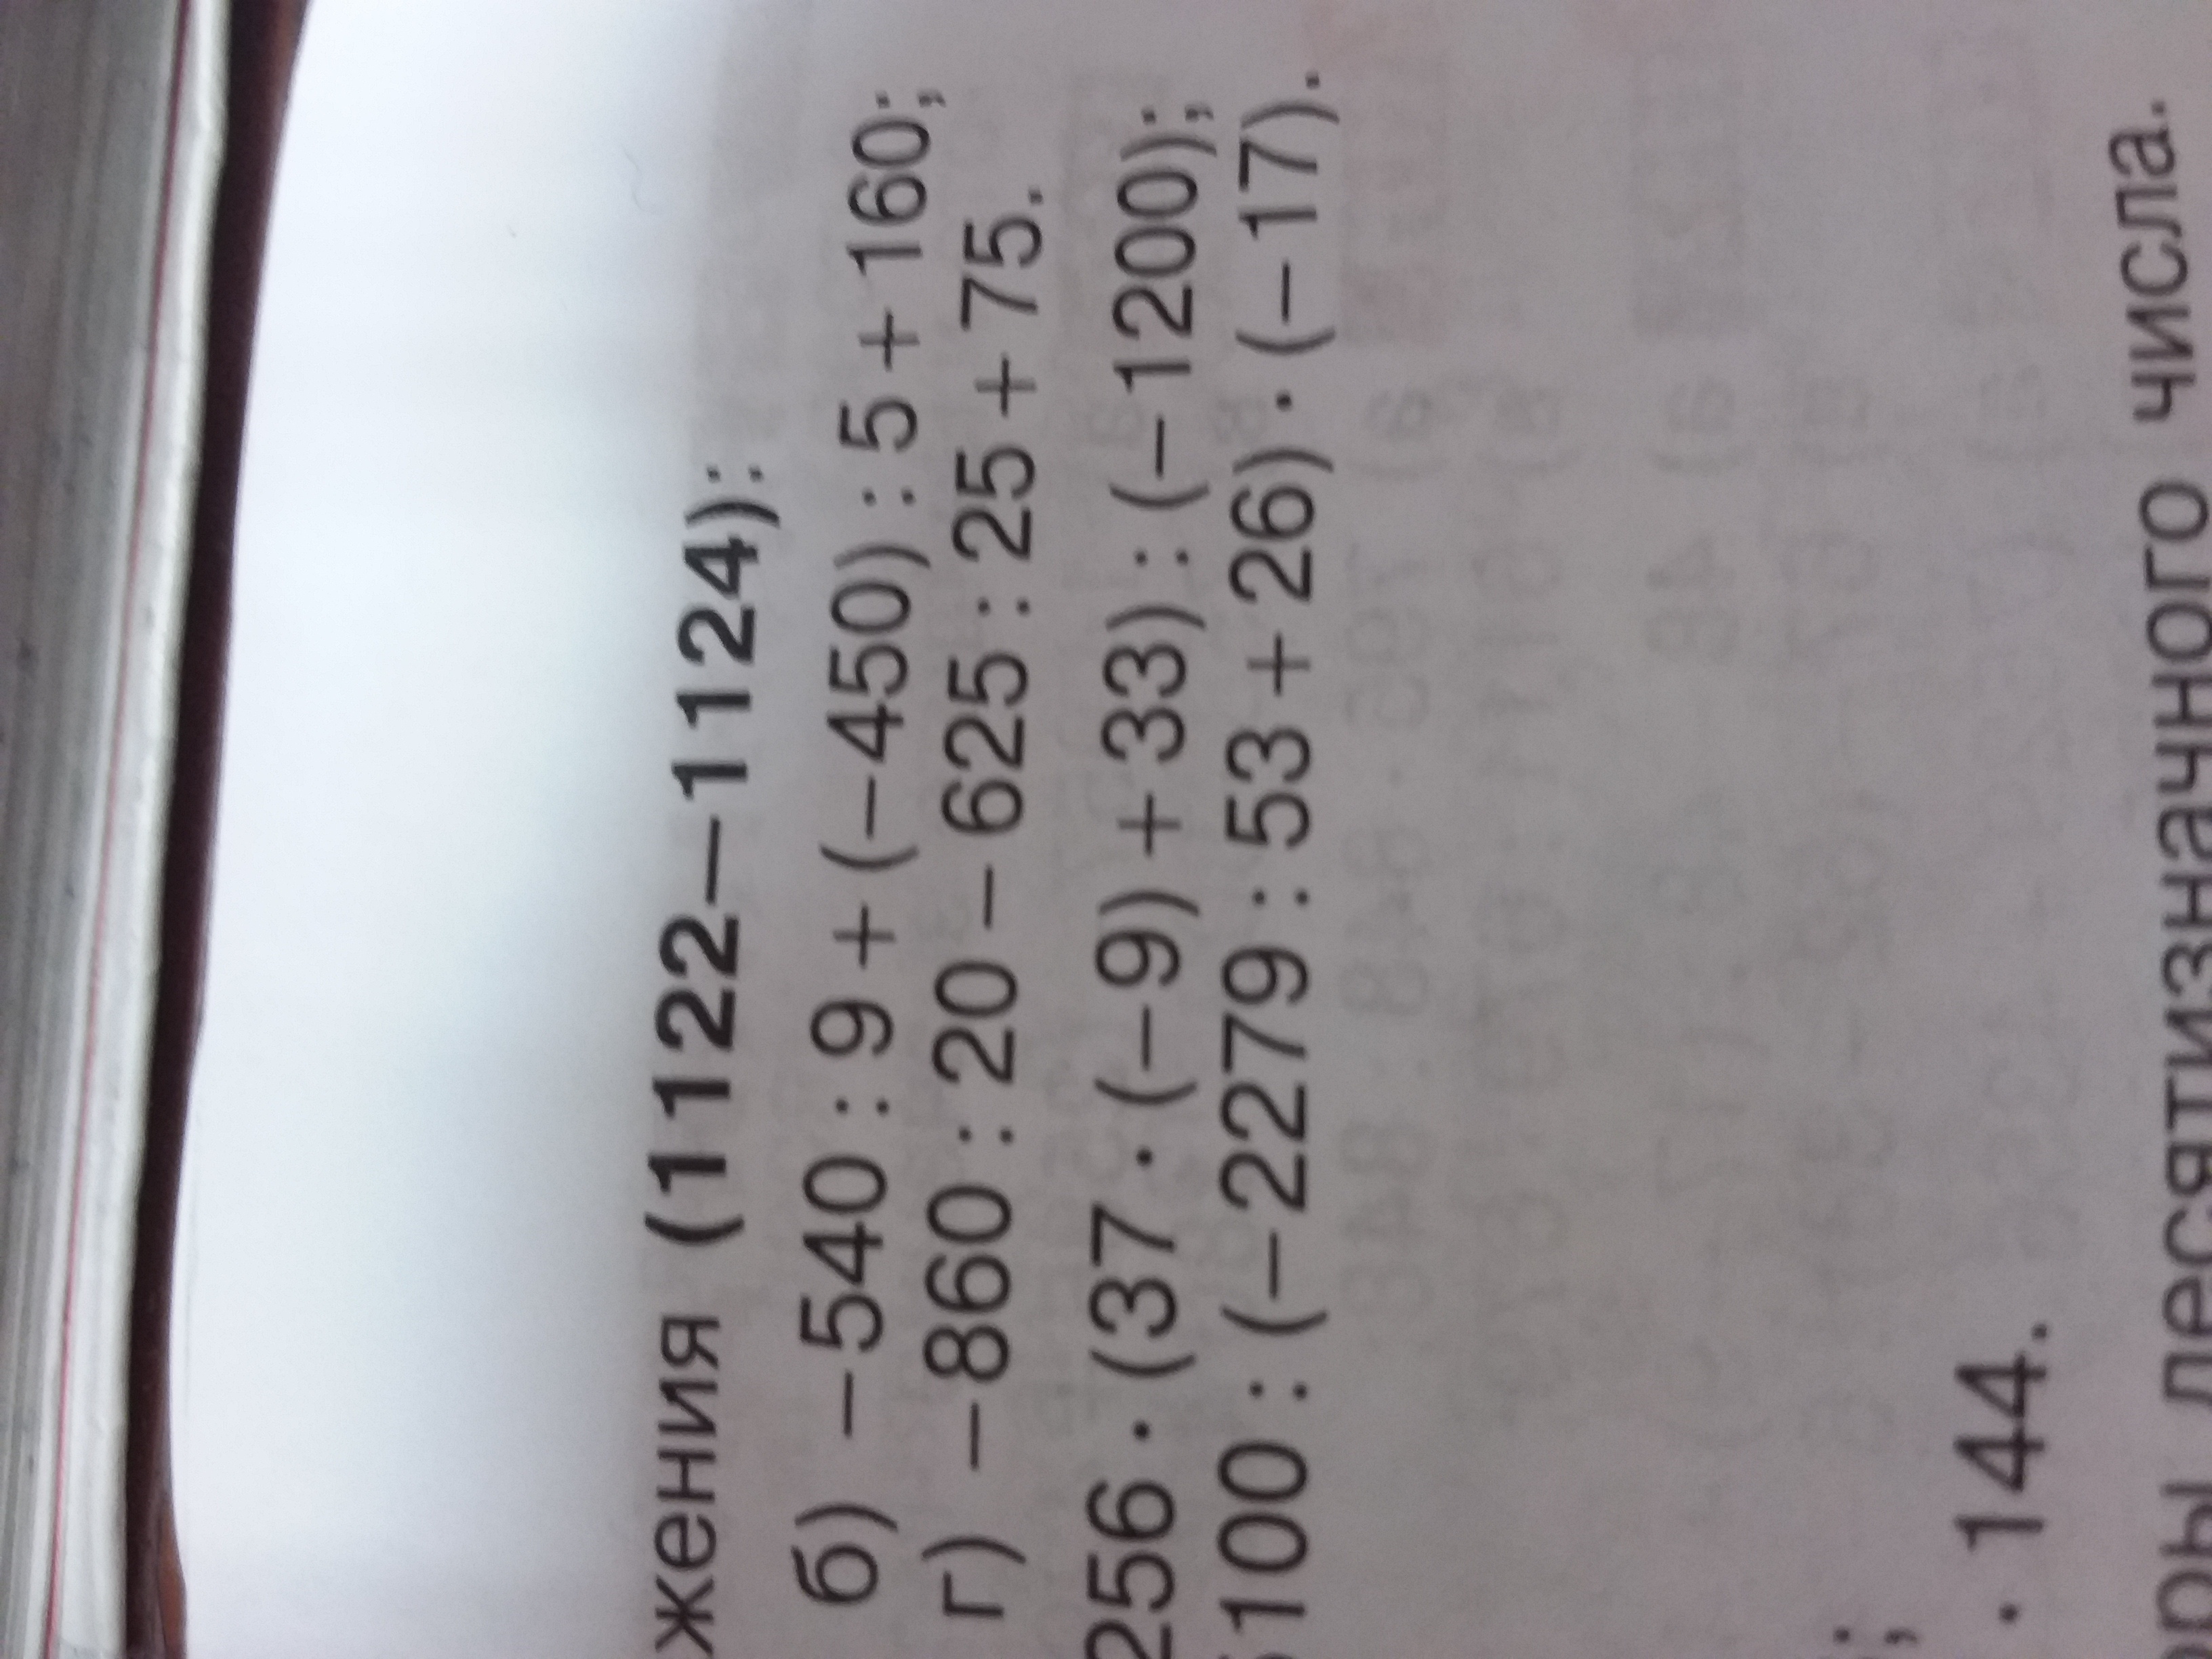 жения (1122–1124):
б) –540 : 9 + (–450) : 5 + 160;
г) –860 : 20 – 625 : 25 + 75.
256 · (37 · (–9) + 33) : (–1200);
100 : (–2279 : 53 + 26) · (–17).
;
· 144.
десятизначного числа.